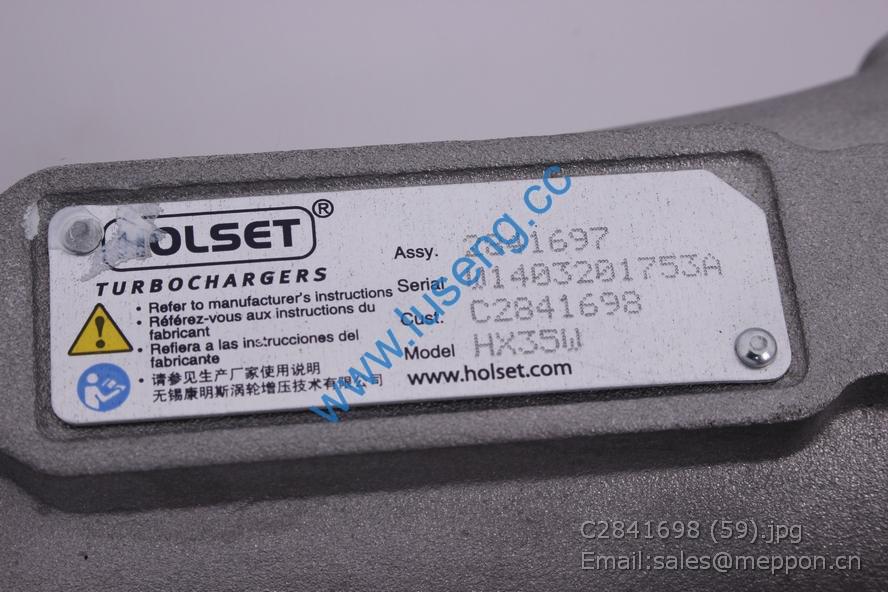 HOLSET®
TURBOCHARGERS
• Refer to manufacturer's instructions
• Référez-vous aux instructions du
fabricant
• Refiera a las instrucciones del
fabricante
• 请参见生产厂家使用说明
无锡康明斯涡轮增压技术有限公司
Assy. 2841697
Serial 01403201753A
Cust. C2841698
Model HX35W
www.holset.com
www.luseng.cc
C2841698 (59).jpg
Email:sales@meppon.cn